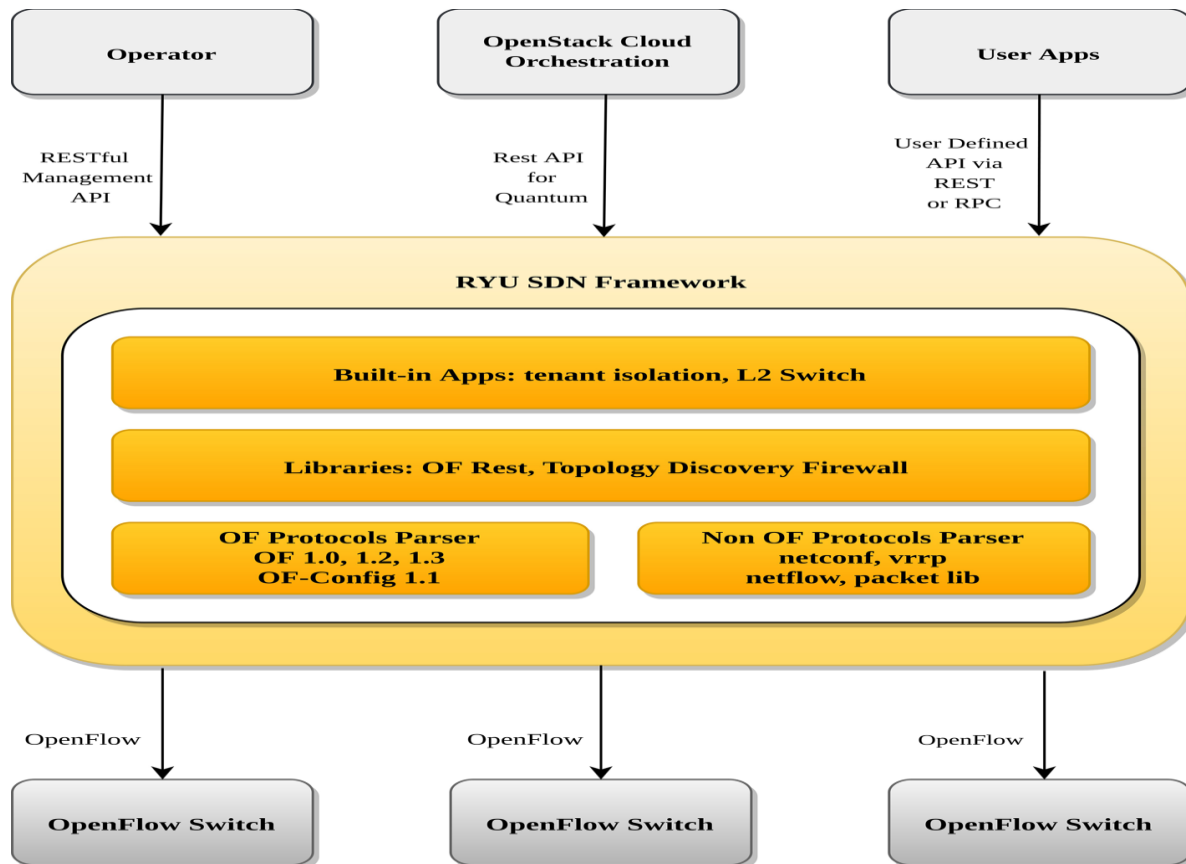 Operator
OpenStack Cloud
Orchestration
User Apps
RESTful
Management
API
Rest API
for
Quantum
User Defined
API via
REST
or RPC
RYU SDN Framework
Built-in Apps: tenant isolation, L2 Switch
Libraries: OF Rest, Topology Discovery Firewall
OF Protocols Parser
OF 1.0, 1.2, 1.3
OF-Config 1.1
Non OF Protocols Parser
netconf, vrrp
netflow, packet lib
OpenFlow
OpenFlow
OpenFlow
OpenFlow Switch
OpenFlow Switch
OpenFlow Switch